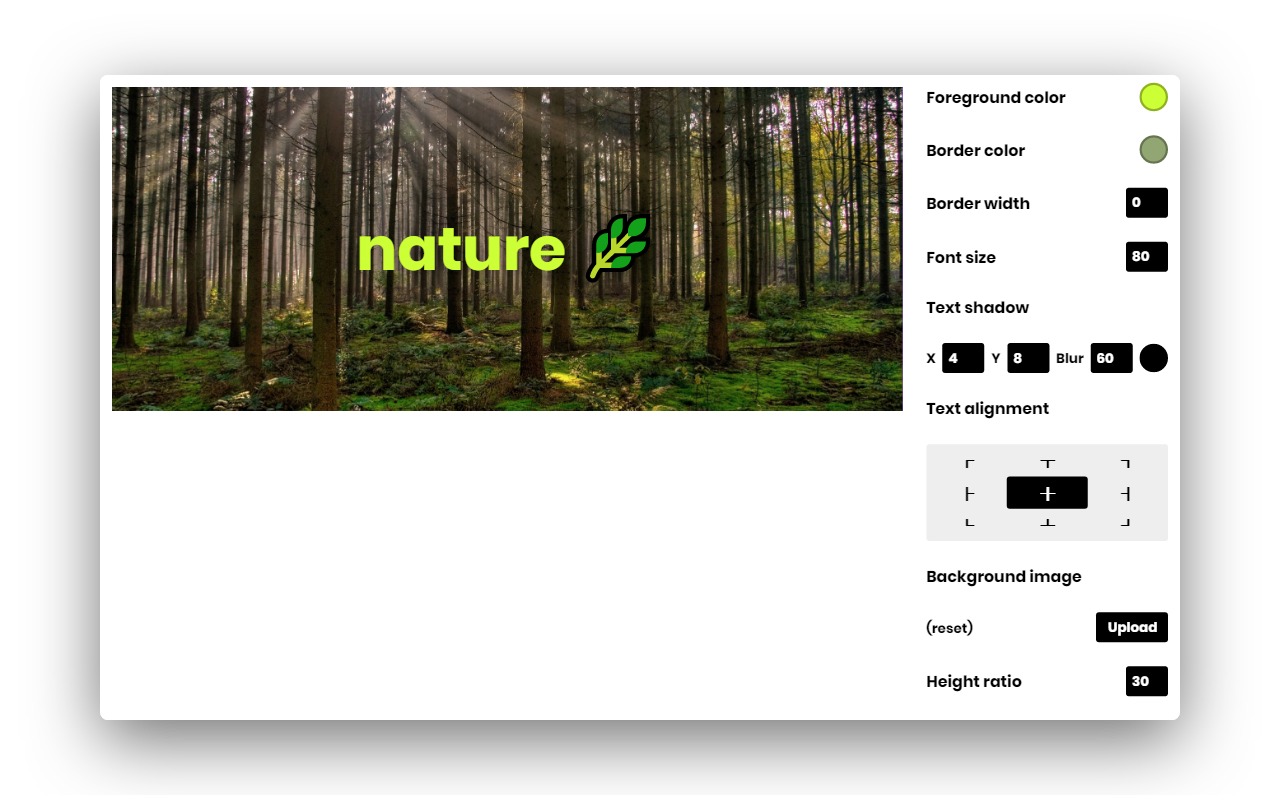 nature 🌿
Foreground color
Border color
Border width 0
Font size 80
Text shadow
X 4 Y 8 Blur 60
Text alignment
Background image
(reset) Upload
Height ratio 30